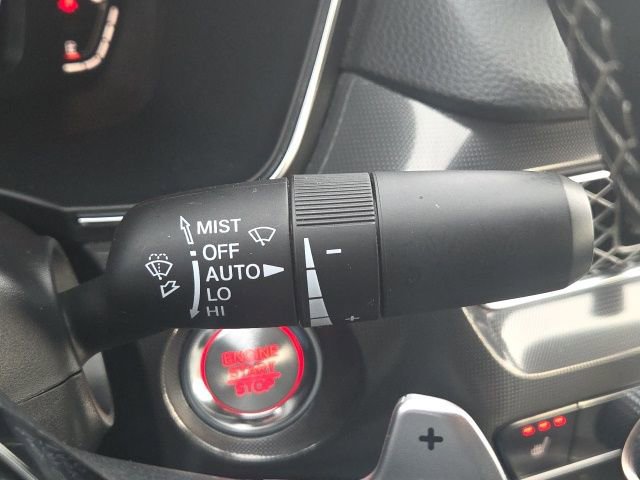 MIST
OFF
AUTO
LO
HI
−
+
ENGINE
START
STOP
+